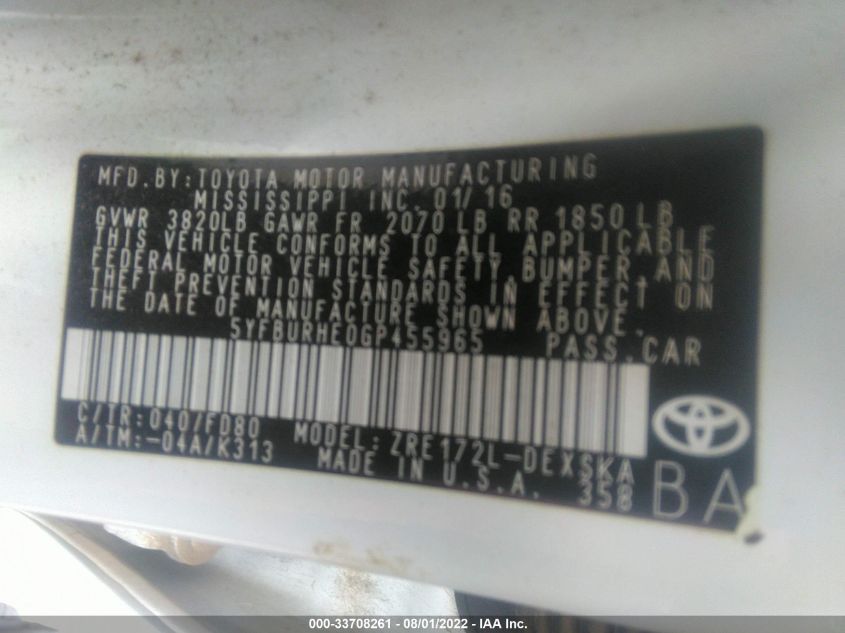 MFD.BY:TOYOTA MOTOR MANUFACTURING
MISSISSIPPI INC. 01/16
GVWR 3820LB GAWR FR 2070 LB RR 1850 LB
THIS VEHICLE CONFORMS TO ALL APPLICABLE
FEDERAL MOTOR VEHICLE SAFETY, BUMPER, AND
THEFT PREVENTION STANDARDS IN EFFECT ON
THE DATE OF MANUFACTURE SHOWN ABOVE.
5YFBURHE0GP455965 PASS.CAR
C/TR:040/FD80 MODEL:ZRE172L-DEXSKA
A/TM:-04A/K313 MADE IN U.S.A. 358
BA
000-33708261 - 08/01/2022 - IAA Inc.